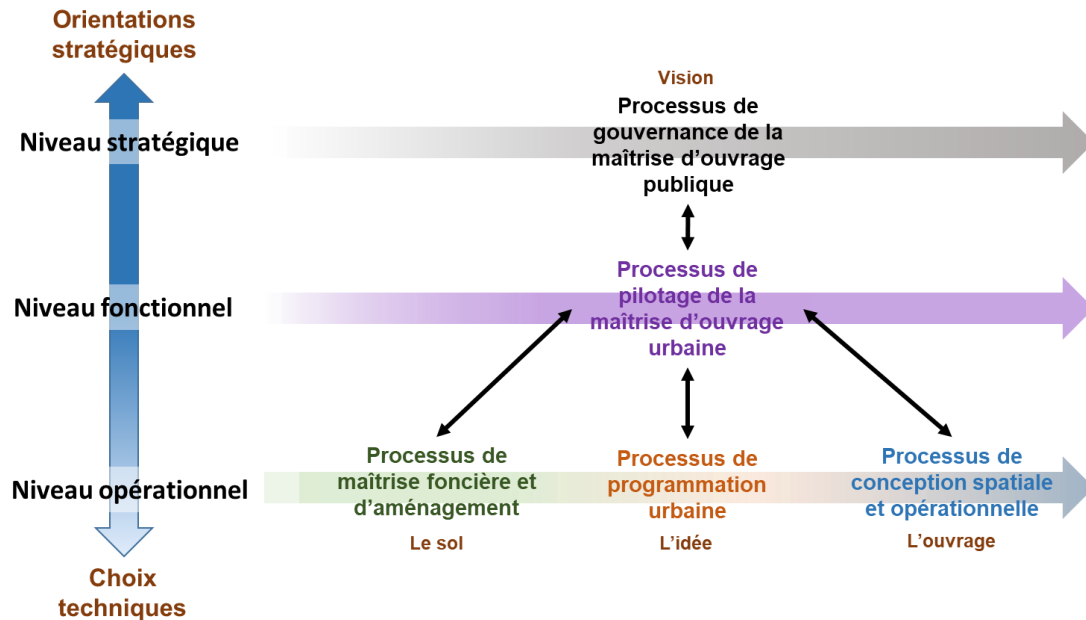 Orientations
stratégiques
Vision
Niveau stratégique
Processus de
gouvernance de la
maîtrise d'ouvrage
publique
Niveau fonctionnel
Processus de
pilotage de la
maîtrise d'ouvrage
urbaine
Niveau opérationnel
Processus de
maîtrise foncière et
d'aménagement
Le sol
Processus de
programmation
urbaine
L'idée
Processus de
conception spatiale
et opérationnelle
L'ouvrage
Choix
techniques